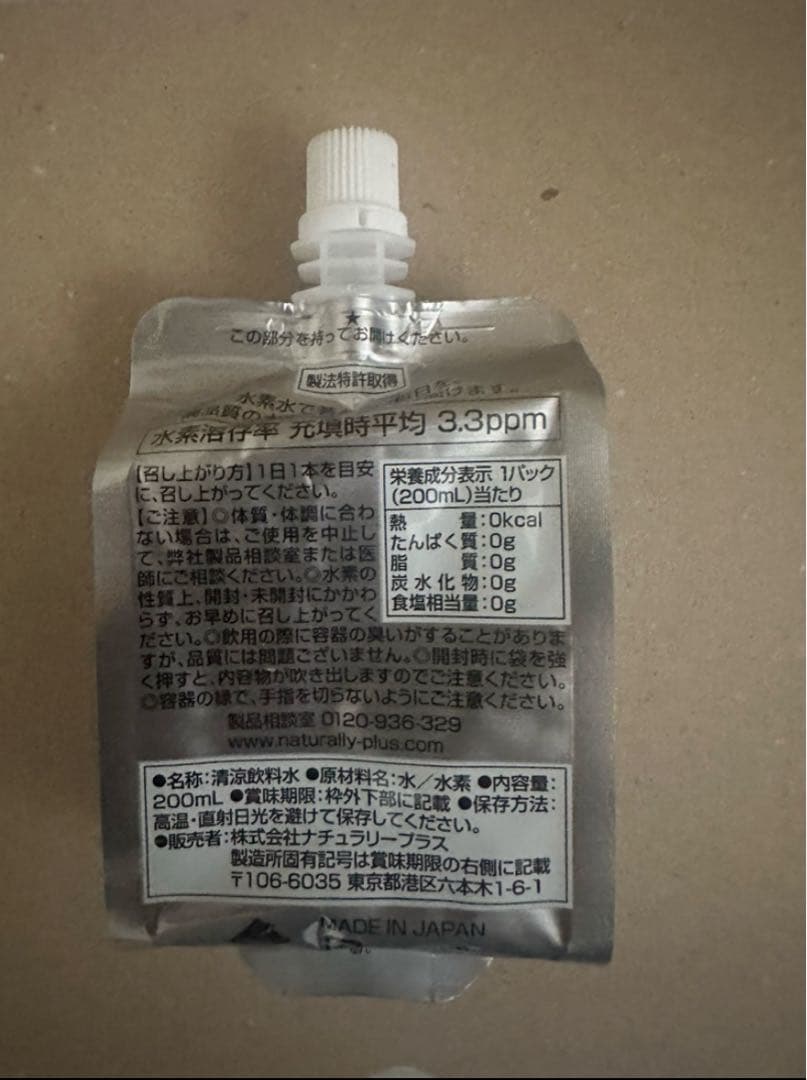 この部分を持ってお開けください。
製法特許取得
水素水で
毎日を
水素溶存率 充填時平均 3.3ppm
【召し上がり方】1日1本を目安
に、召し上がってください。
【ご注意】◎体質・体調に合わ
ない場合は、ご使用を中止し
て、弊社製品相談室または医
師にご相談ください。◎水素の
性質上、開封・未開封にかかわ
らず、お早めに召し上がってく
ださい。◎飲用の際に容器の臭いがすることがありま
すが、品質には問題ございません。◎開封時に袋を強
く押すと、内容物が吹き出しますのでご注意ください。
◎容器の縁で、手指を切らないようにご注意ください。
製品相談室 0120-936-329
www.naturally-plus.com
栄養成分表示 1パック
(200mL)当たり
熱量:0kcal
たんぱく質:0g
脂質:0g
炭水化物:0g
食塩相当量:0g
●名称:清涼飲料水 ●原材料名:水/水素 ●内容量:
200mL ●賞味期限:枠外下部に記載 ●保存方法:
高温・直射日光を避けて保存してください。
●販売者:株式会社ナチュラリープラス
製造所固有記号は賞味期限の右側に記載
〒106-6035 東京都港区六本木1-6-1
MADE IN JAPAN